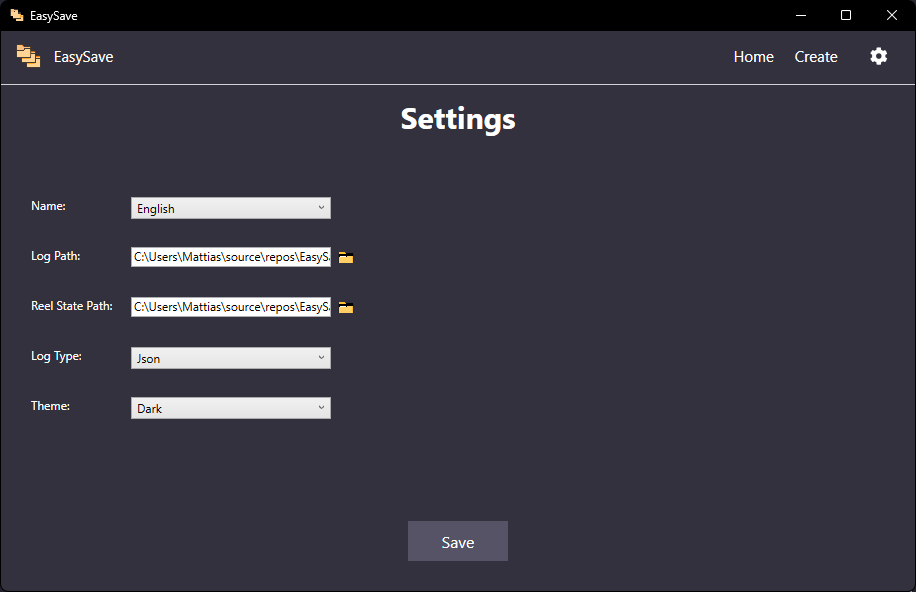 EasySave
EasySave Home Create
Settings
Name: English
Log Path: C:\Users\Mattias\source\repos\EasyS
Reel State Path: C:\Users\Mattias\source\repos\EasyS
Log Type: Json
Theme: Dark
Save